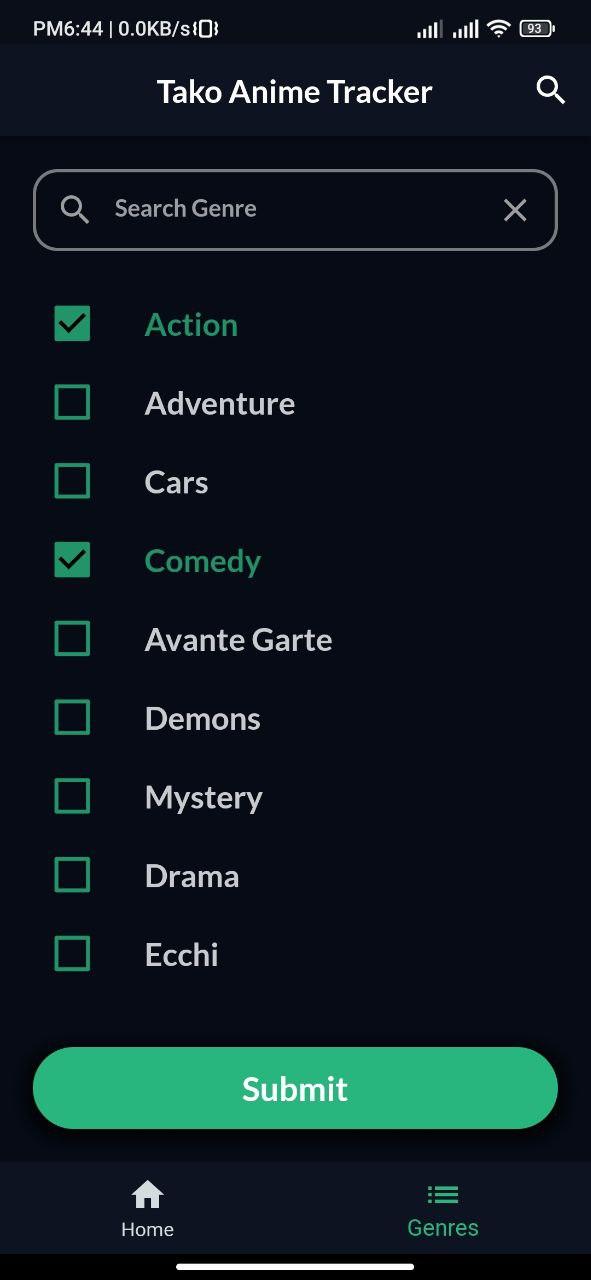 PM6:44 | 0.0KB/s
93
Tako Anime Tracker
Search Genre
Action
Adventure
Cars
Comedy
Avante Garte
Demons
Mystery
Drama
Ecchi
Submit
Home
Genres